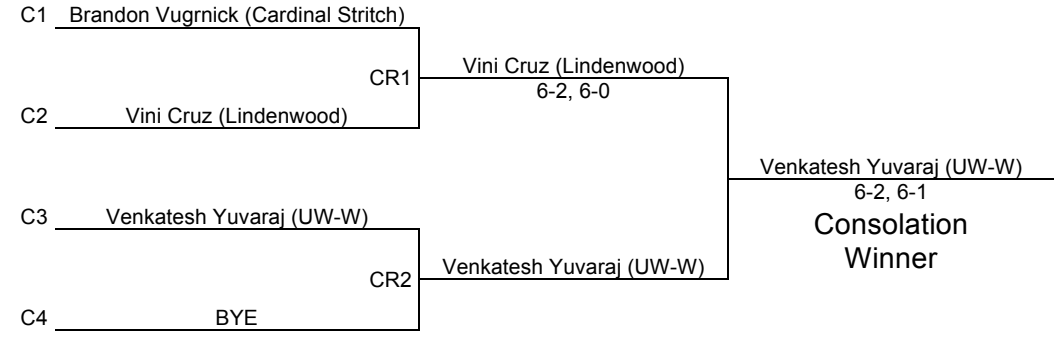 C1 Brandon Vugrnick (Cardinal Stritch)
CR1 Vini Cruz (Lindenwood)
6-2, 6-0
C2 Vini Cruz (Lindenwood)
Venkatesh Yuvaraj (UW-W)
6-2, 6-1
Consolation
Winner
C3 Venkatesh Yuvaraj (UW-W)
CR2 Venkatesh Yuvaraj (UW-W)
C4 BYE